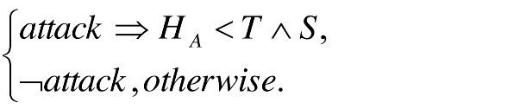 attack ⇒ H_A < T ∧ S,
¬attack, otherwise.